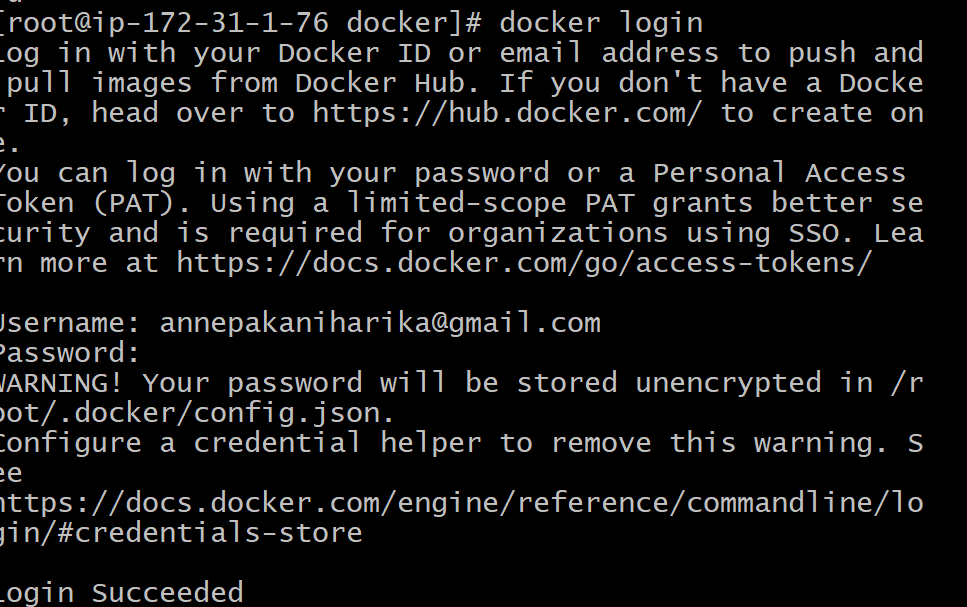 [root@ip-172-31-1-76 docker]# docker login
Log in with your Docker ID or email address to push and
 pull images from Docker Hub. If you don't have a Docke
r ID, head over to https://hub.docker.com/ to create on
e.
You can log in with your password or a Personal Access
Token (PAT). Using a limited-scope PAT grants better se
curity and is required for organizations using SSO. Lea
rn more at https://docs.docker.com/go/access-tokens/

Username: annepakaniharika@gmail.com
Password:
WARNING! Your password will be stored unencrypted in /r
oot/.docker/config.json.
Configure a credential helper to remove this warning. S
ee
https://docs.docker.com/engine/reference/commandline/lo
gin/#credentials-store

Login Succeeded